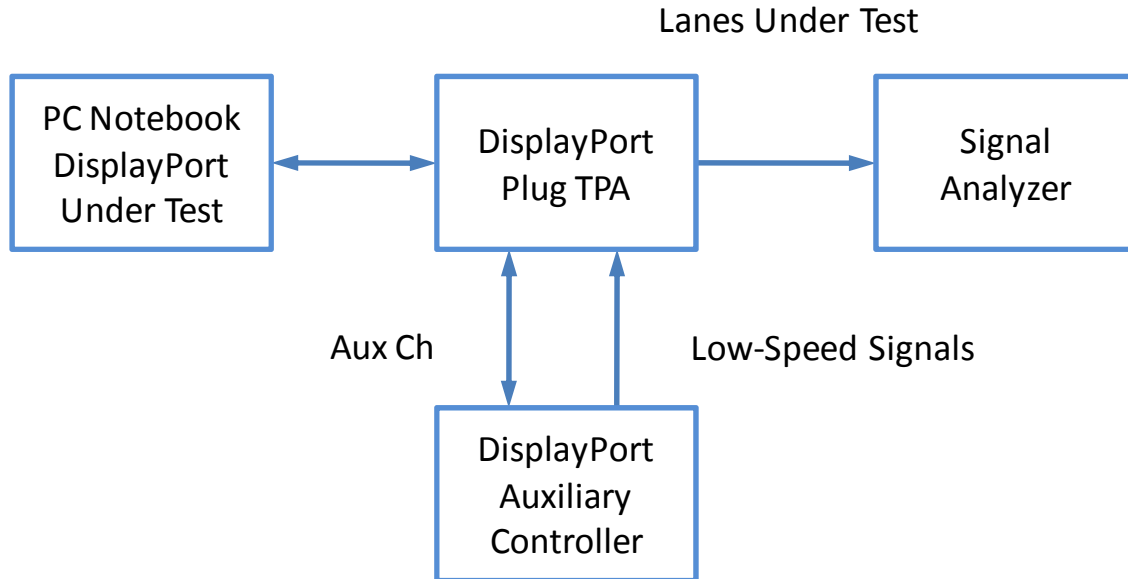 Lanes Under Test
PC Notebook
DisplayPort
Under Test
DisplayPort
Plug TPA
Signal
Analyzer
Aux Ch
Low-Speed Signals
DisplayPort
Auxiliary
Controller